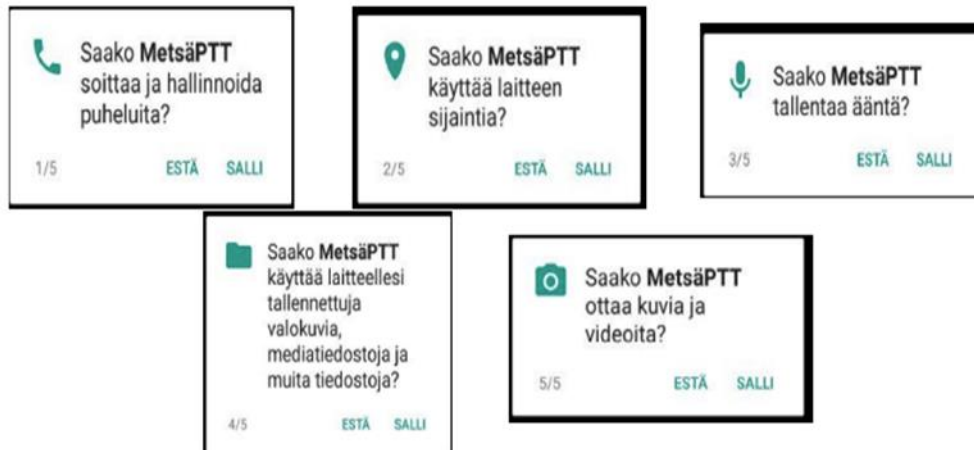 Saako MetsäPTT
soittaa ja hallinnoida
puheluita?
1/5 ESTÄ SALLI
Saako MetsäPTT
käyttää laitteen
sijaintia?
2/5 ESTÄ SALLI
Saako MetsäPTT
tallentaa ääntä?
3/5 ESTÄ SALLI
Saako MetsäPTT
käyttää laitteellesi
tallennettuja
valokuvia,
mediatiedostoja ja
muita tiedostoja?
4/5 ESTÄ SALLI
Saako MetsäPTT
ottaa kuvia ja
videoita?
5/5 ESTÄ SALLI